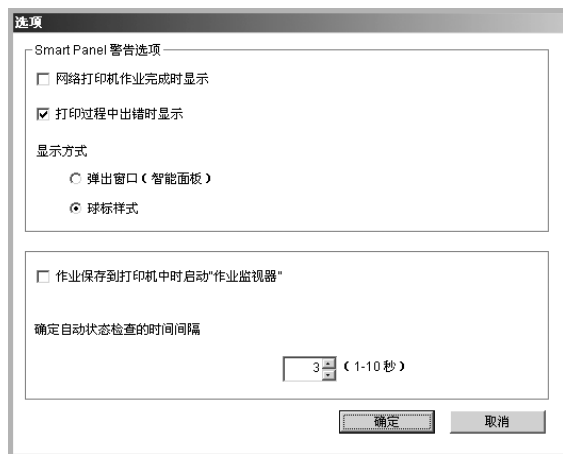 选项
Smart Panel 警告选项
网络打印机作业完成时显示
打印过程中出错时显示
显示方式
弹出窗口（智能面板）
球标样式
作业保存到打印机中时启动"作业监视器"
确定自动状态检查的时间间隔
3 （1-10 秒）
确定 取消